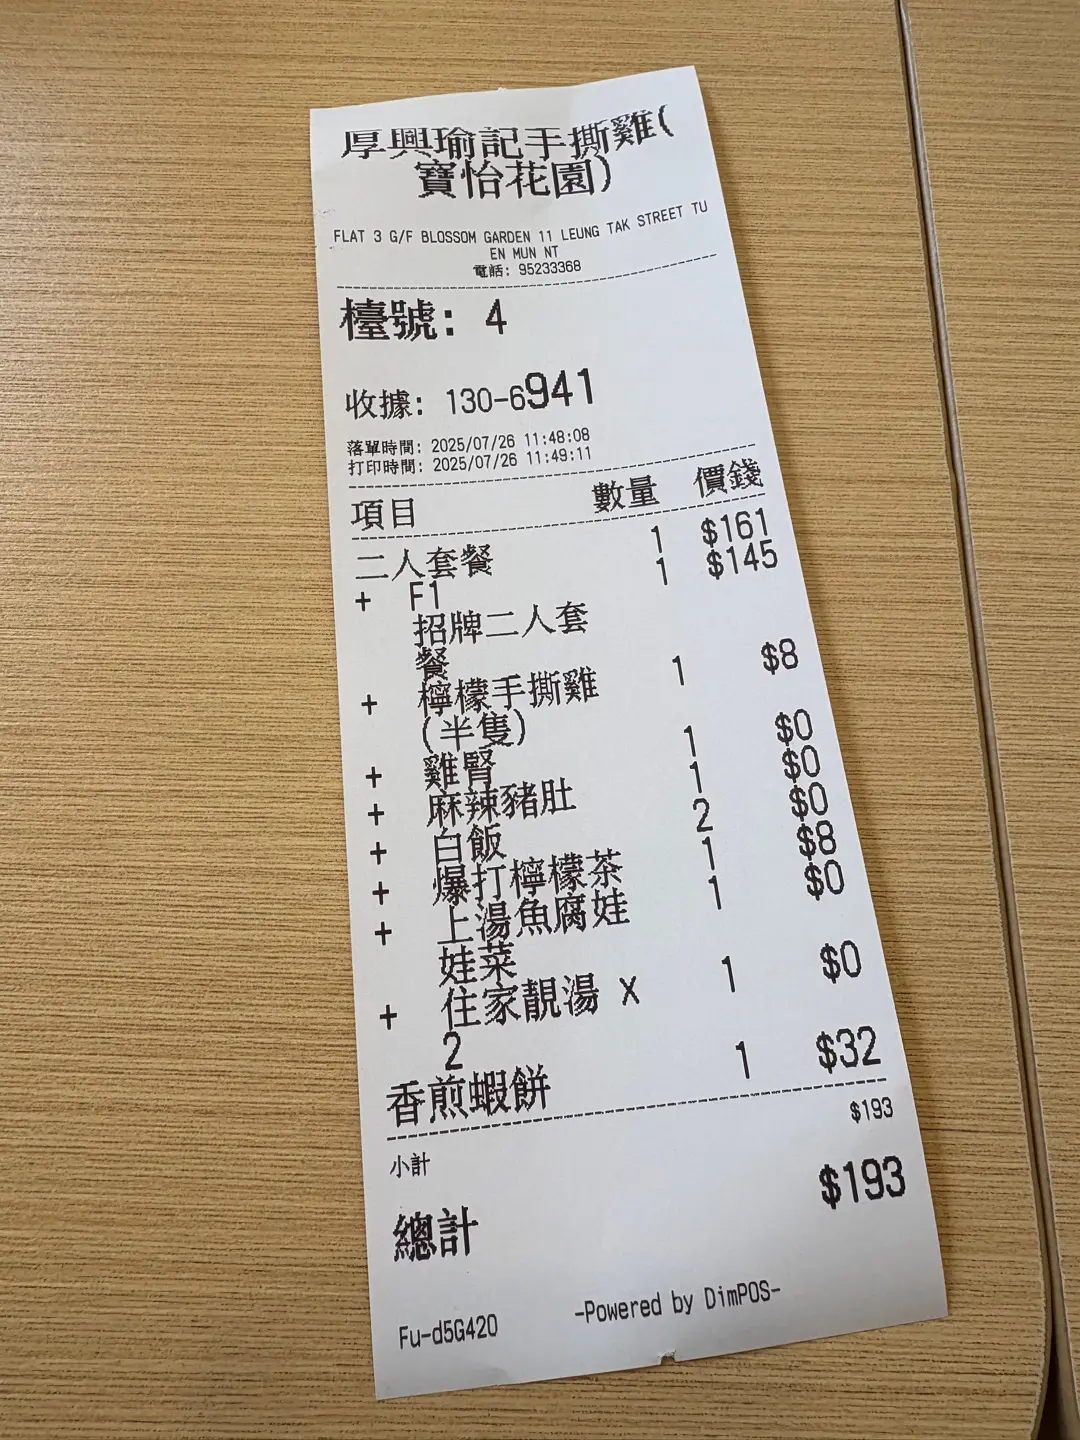 厚興瑜記手撕雞(
寶怡花園)
FLAT 3 G/F BLOSSOM GARDEN 11 LEUNG TAK STREET TU
EN MUN NT
電話: 95233368
檯號: 4
收據: 130-6941
落單時間: 2025/07/26 11:48:08
打印時間: 2025/07/26 11:49:11
項目 數量 價錢
二人套餐 1 $161
+ F1 1 $145
招牌二人套
餐
+ 檸檬手撕雞 1 $8
(半隻)
+ 雞腎 1 $0
+ 麻辣豬肚 1 $0
+ 白飯 2 $0
+ 爆打檸檬茶 1 $8
+ 上湯魚腐娃 1 $0
娃菜
+ 住家靚湯 x 1 $0
2
香煎蝦餅 1 $32
小計 $193
總計 $193
Fu-d5G420 -Powered by DimPOS-